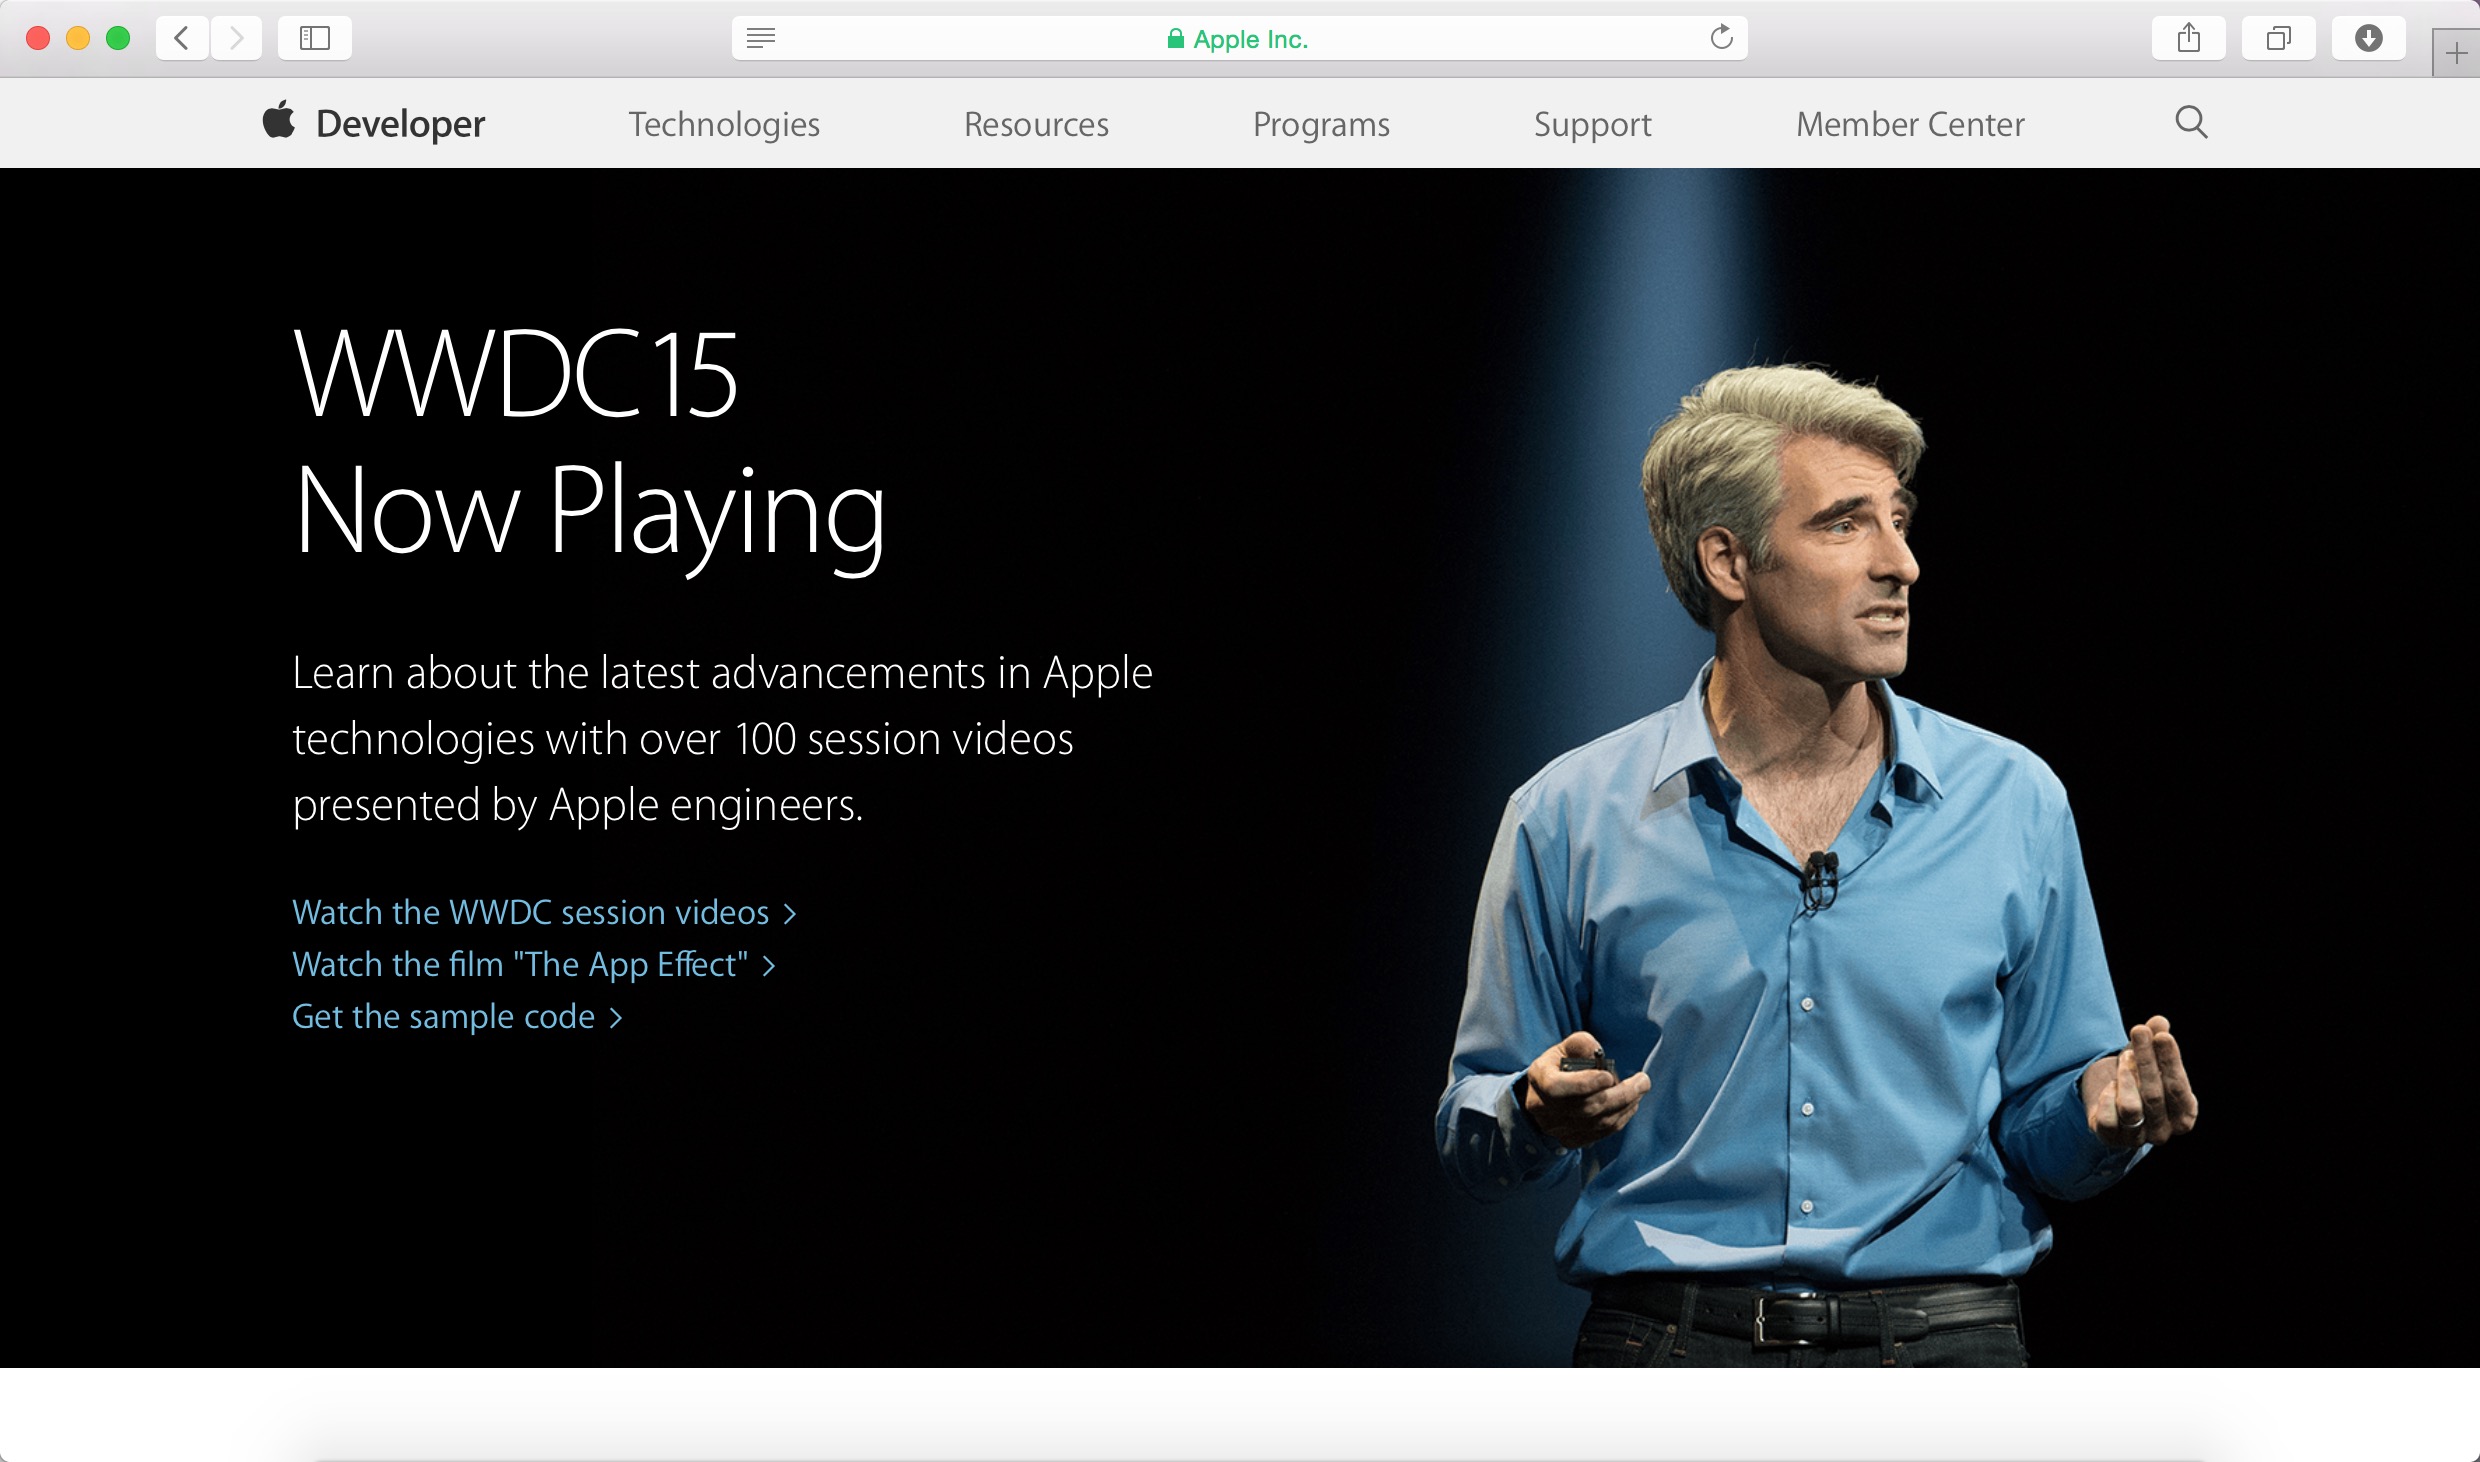 Apple Inc.
Developer
Technologies
Resources
Programs
Support
Member Center
WWDC15
Now Playing
Learn about the latest advancements in Apple
technologies with over 100 session videos
presented by Apple engineers.
Watch the WWDC session videos
Watch the film "The App Effect"
Get the sample code